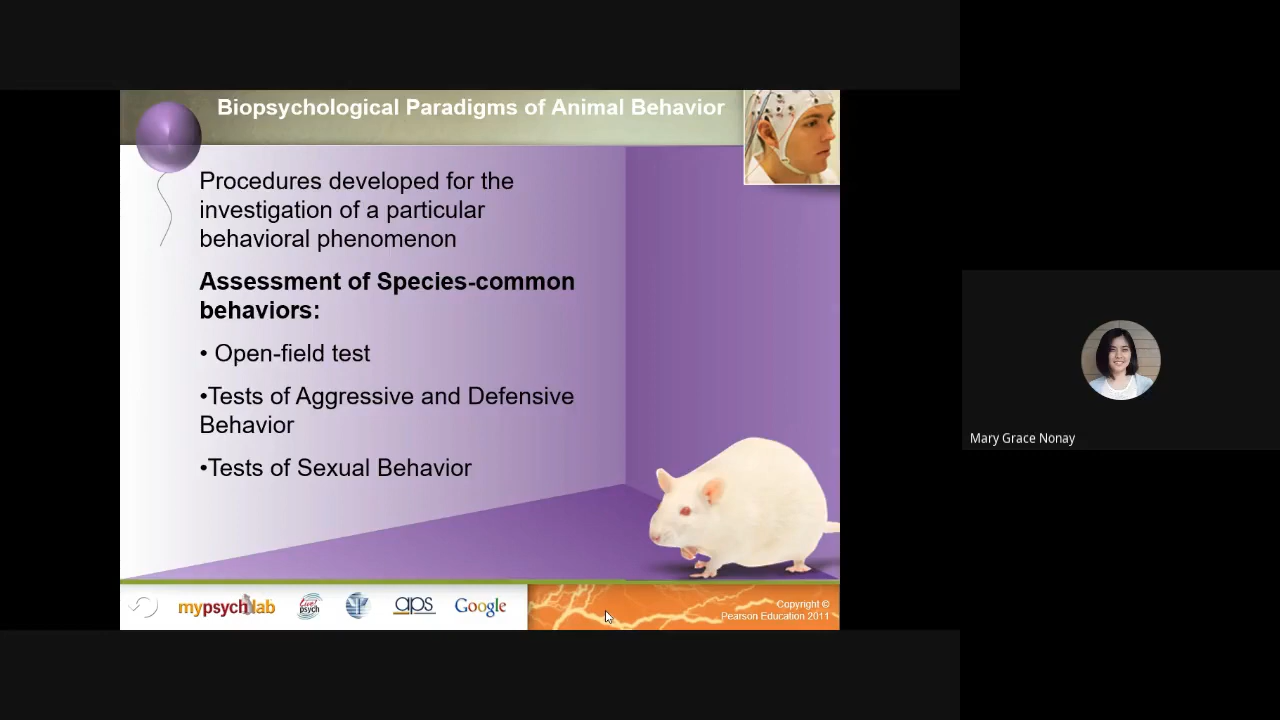 Biopsychological Paradigms of Animal Behavior
Procedures developed for the
investigation of a particular
behavioral phenomenon
Assessment of Species-common
behaviors:
• Open-field test
•Tests of Aggressive and Defensive
Behavior
•Tests of Sexual Behavior
mypsychlab
Live!
psych
aps
Google
Copyright ©
Pearson Education 2011
Mary Grace Nonay